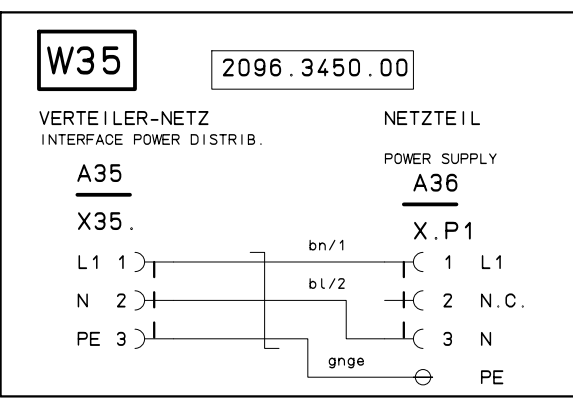 W35
2096.3450.00
VERTEILER-NETZ NETZTEIL
INTERFACE POWER DISTRIB.
POWER SUPPLY
A35 A36
X35. X.P1
L1 1 bn/1 1 L1
N 2 bl/2 2 N.C.
PE 3 3 N
gnge PE